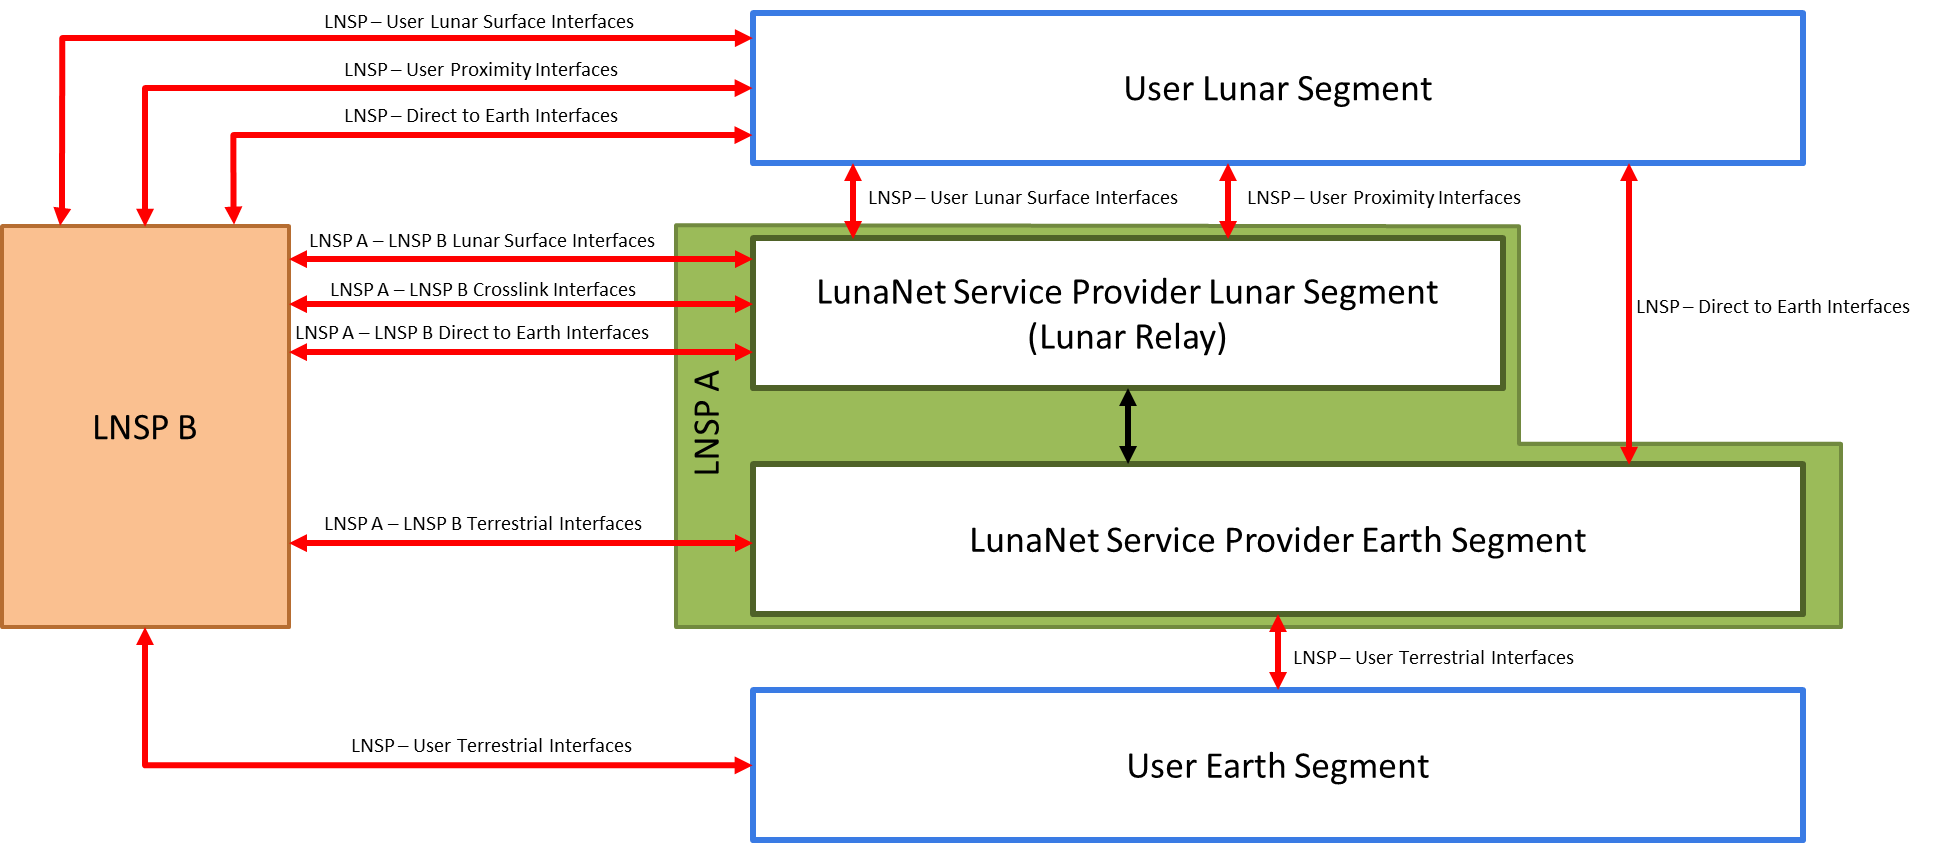 LNSP – User Lunar Surface Interfaces
LNSP – User Proximity Interfaces
LNSP – Direct to Earth Interfaces
User Lunar Segment
LNSP – User Lunar Surface Interfaces
LNSP – User Proximity Interfaces
LNSP – Direct to Earth Interfaces
LNSP A – LNSP B Lunar Surface Interfaces
LNSP A – LNSP B Crosslink Interfaces
LNSP A – LNSP B Direct to Earth Interfaces
LunaNet Service Provider Lunar Segment
(Lunar Relay)
LNSP A
LNSP B
LNSP A – LNSP B Terrestrial Interfaces
LunaNet Service Provider Earth Segment
LNSP – User Terrestrial Interfaces
LNSP – User Terrestrial Interfaces
User Earth Segment